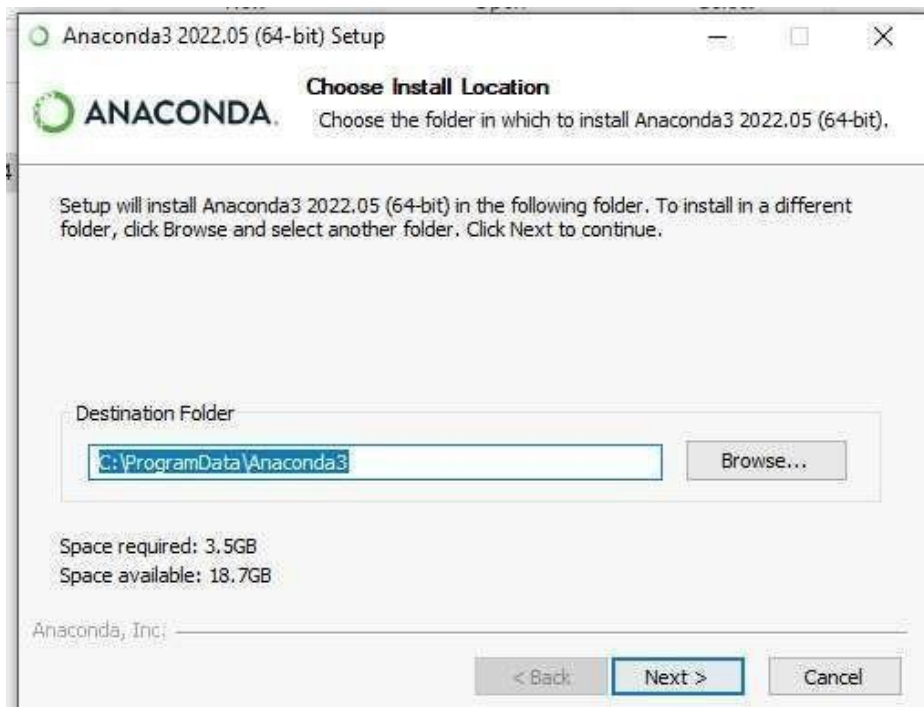 Anaconda3 2022.05 (64-bit) Setup
ANACONDA.
Choose Install Location
Choose the folder in which to install Anaconda3 2022.05 (64-bit).
Setup will install Anaconda3 2022.05 (64-bit) in the following folder. To install in a different
folder, click Browse and select another folder. Click Next to continue.
Destination Folder
C:\ProgramData\Anaconda3
Browse...
Space required: 3.5GB
Space available: 18.7GB
Anaconda, Inc.
< Back
Next >
Cancel